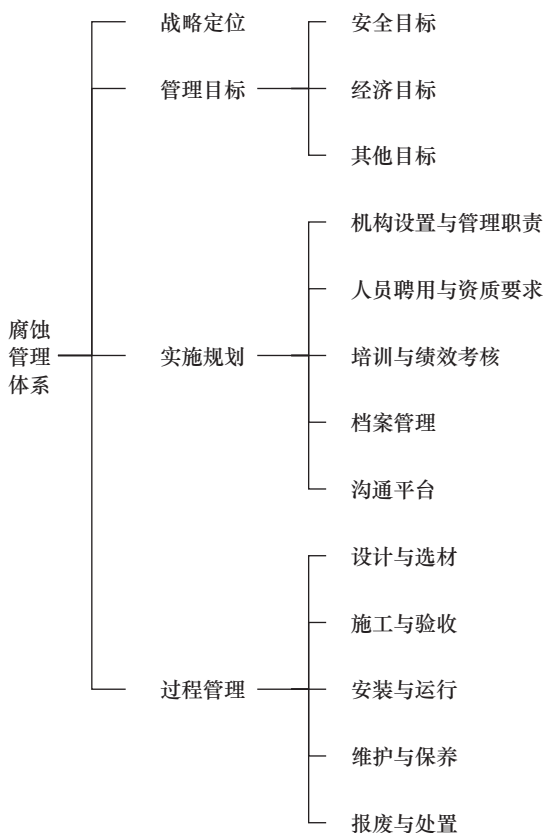 腐蚀
管理
体系
战略定位
管理目标
安全目标
经济目标
其他目标
实施规划
机构设置与管理职责
人员聘用与资质要求
培训与绩效考核
档案管理
沟通平台
过程管理
设计与选材
施工与验收
安装与运行
维护与保养
报废与处置